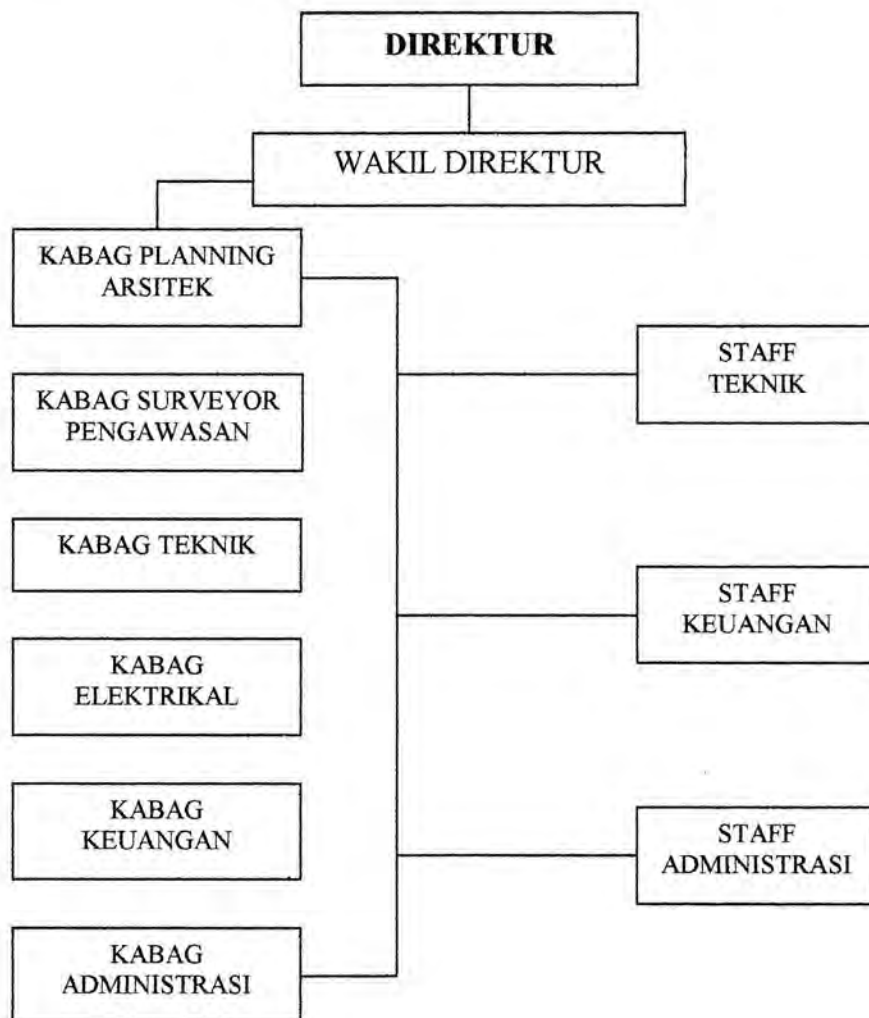 DIREKTUR
WAKIL DIREKTUR
KABAG PLANNING
ARSITEK
KABAG SURVEYOR
PENGAWASAN
KABAG TEKNIK
KABAG
ELEKTRIKAL
KABAG
KEUANGAN
KABAG
ADMINISTRASI
STAFF
TEKNIK
STAFF
KEUANGAN
STAFF
ADMINISTRASI